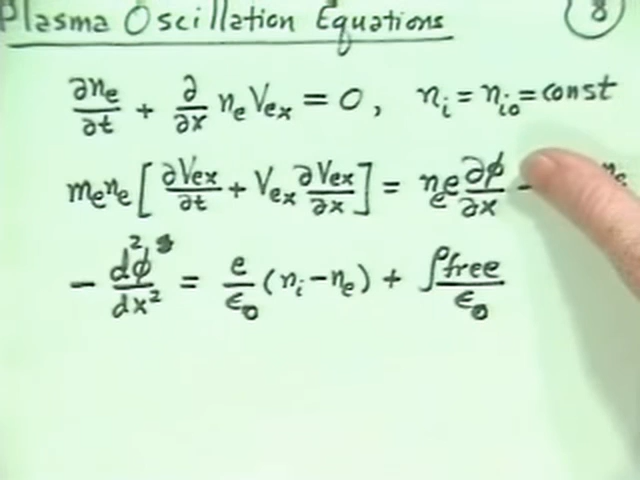 Plasma Oscillation Equations 8
∂nₑ/∂t + ∂/∂x nₑVₑₓ = 0, nᵢ = nᵢ₀ = const
mₑnₑ[∂Vₑₓ/∂t + Vₑₓ ∂Vₑₓ/∂x] = nₑe ∂ϕ/∂x - nₑ
- d²ϕ/dx² = e/ϵ₀ (nᵢ - nₑ) + ρfree/ϵ₀